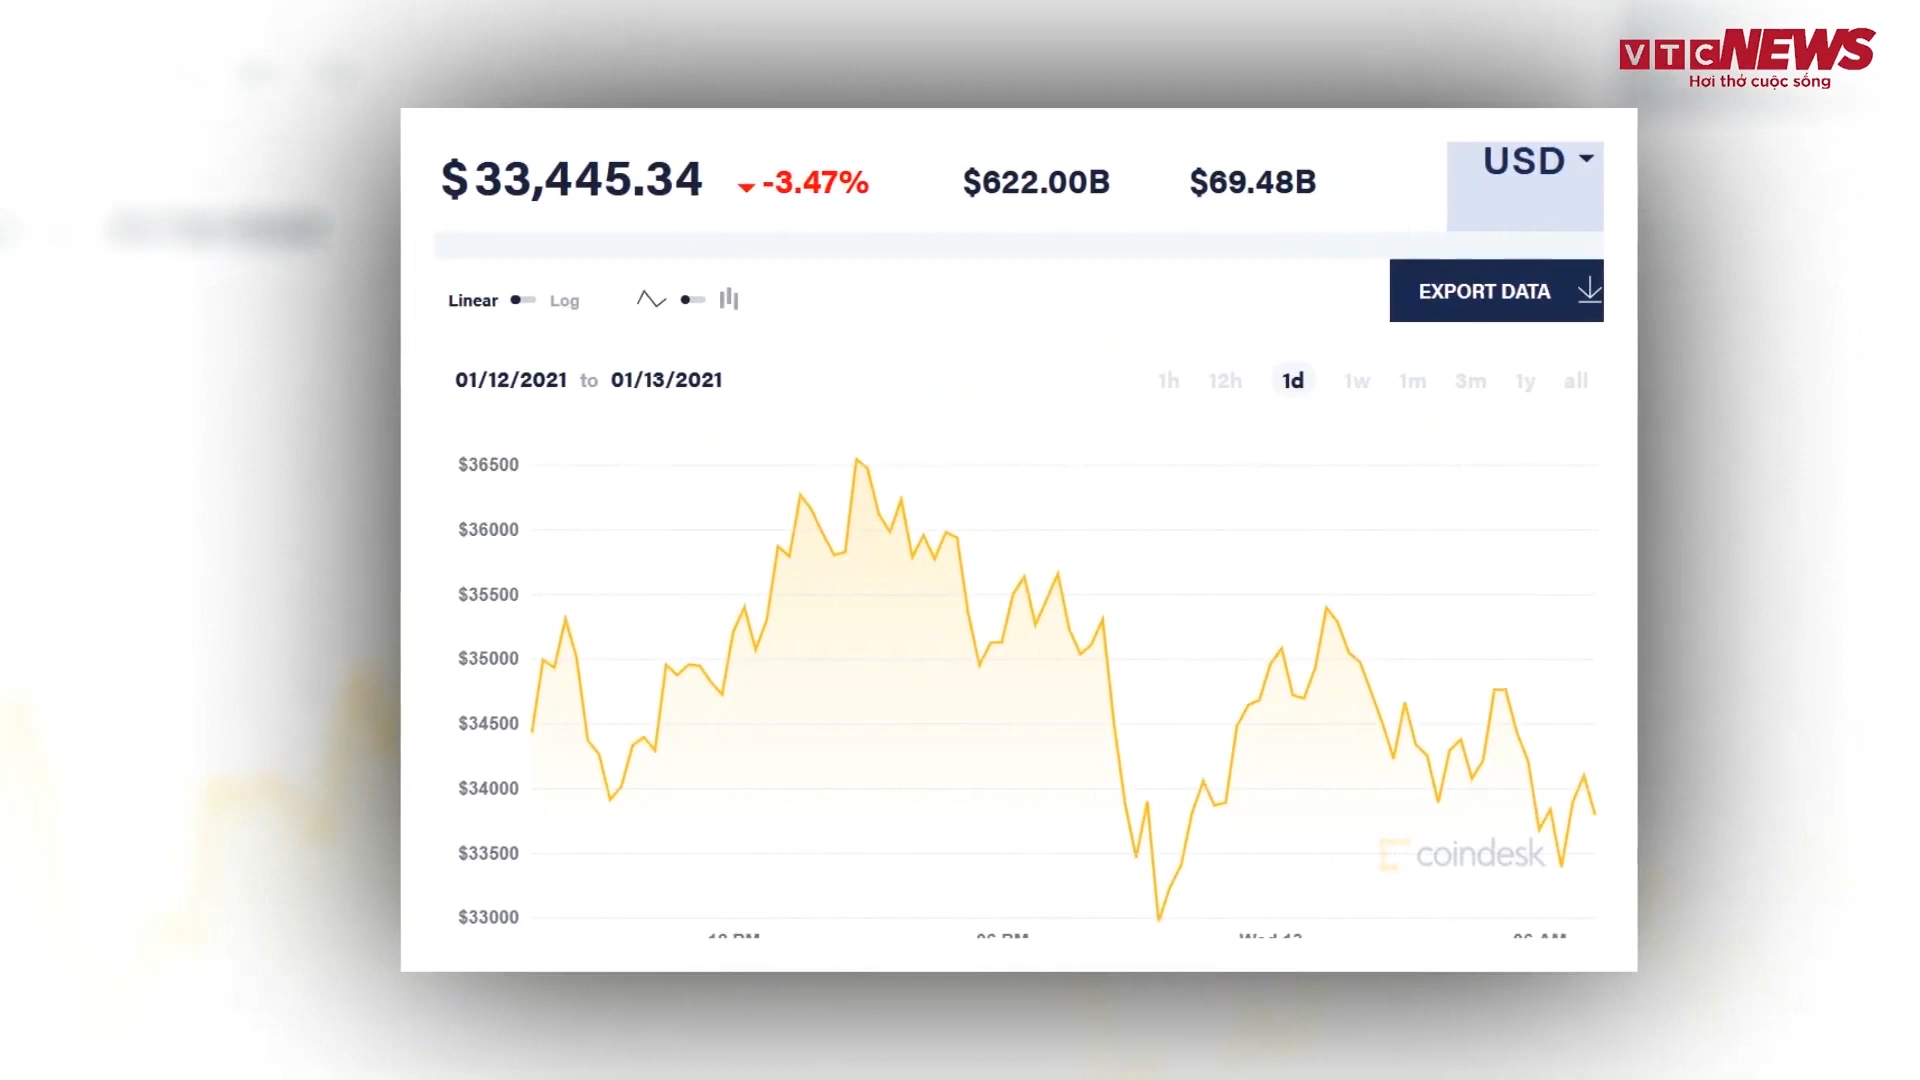 VTC NEWS
Hơi thở cuộc sống
$33,445.34 -3.47% $622.00B $69.48B USD
Linear Log EXPORT DATA
01/12/2021 to 01/13/2021 1h 12h 1d 1w 1m 3m 1y all
$36500
$36000
$35500
$35000
$34500
$34000
$33500
coindesk
$33000